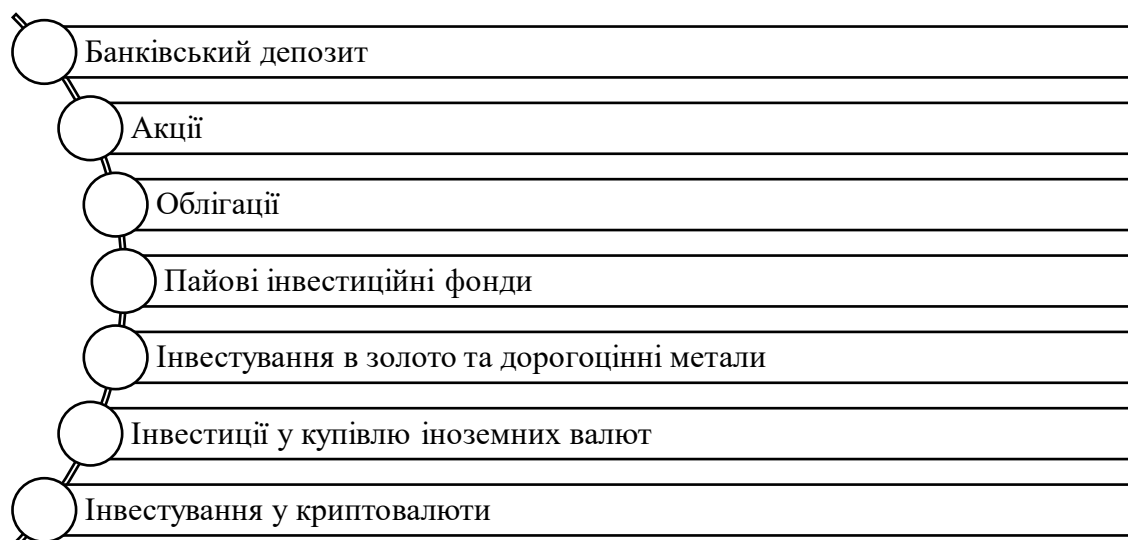 Банківський депозит
Акції
Облігації
Пайові інвестиційні фонди
Інвестування в золото та дорогоцінні метали
Інвестиції у купівлю іноземних валют
Інвестування у криптовалюти